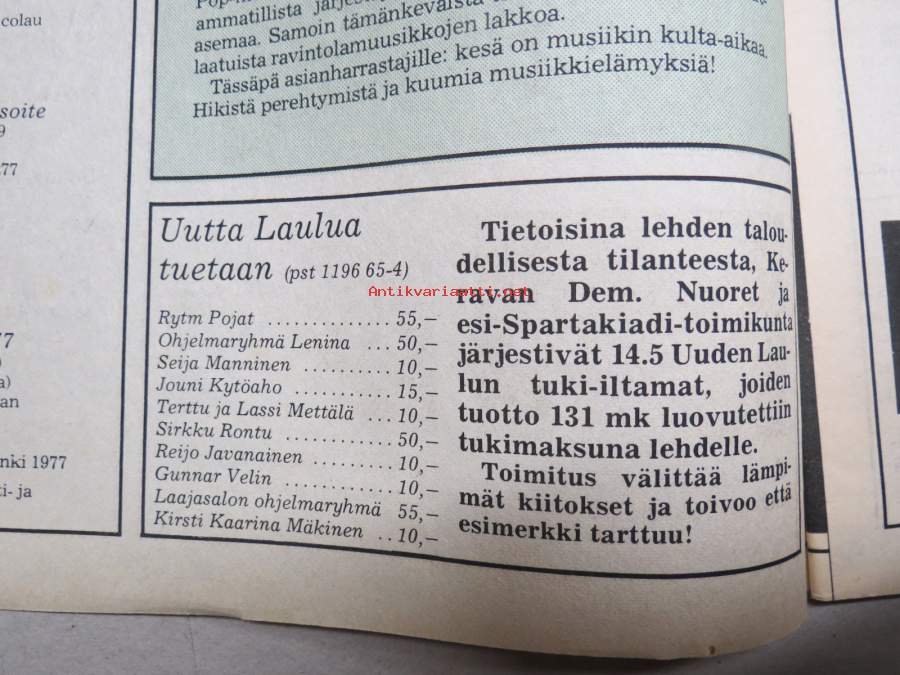 colau
soite
9
77
77
a)
an
nki 1977
ti- ja
ammatillista
asemaa. Samoin tämänkeväistä
laatuista ravintolamuusikkojen lakkoa.
Tässäpä asianharrastajille: kesä on musiikin kulta-aikaa.
Hikistä perehtymistä ja kuumia musiikkielämyksiä!
Uutta Laulua
tuetaan (pst 1196 65-4)
Rytm Pojat .............. 55,–
Ohjelmaryhmä Lenina ... 50,–
Seija Manninen .......... 10,–
Jouni Kytöaho ........... 15,–
Terttu ja Lassi Mettälä ... 10,–
Sirkku Rontu ............ 50,–
Reijo Javanainen ......... 10,–
Gunnar Velin ............ 10,–
Laajasalon ohjelmaryhmä 55,–
Kirsti Kaarina Mäkinen .. 10,–
Tietoisina lehden talou-
dellisesta tilanteesta, Ke-
ravan Dem. Nuoret ja
esi-Spartakiadi-toimikunta
järjestivät 14.5 Uuden Lau-
lun tuki-iltamat, joiden
tuotto 131 mk luovutettiin
tukimaksuna lehdelle.
Toimitus välittää lämpi-
mät kiitokset ja toivoo että
esimerkki tarttuu!
Antikvariaatti.net